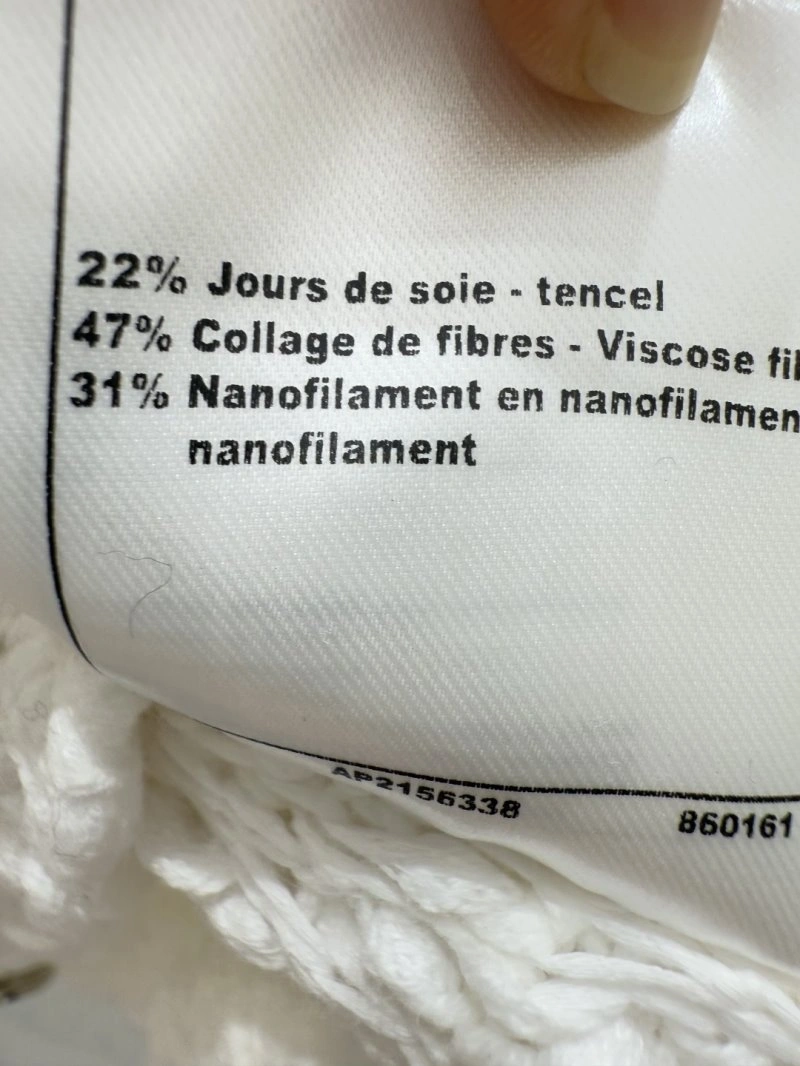 22% Jours de soie - tencel
47% Collage de fibres - Viscose
31% Nanofilament en
nanofilament
AP2156338
860161